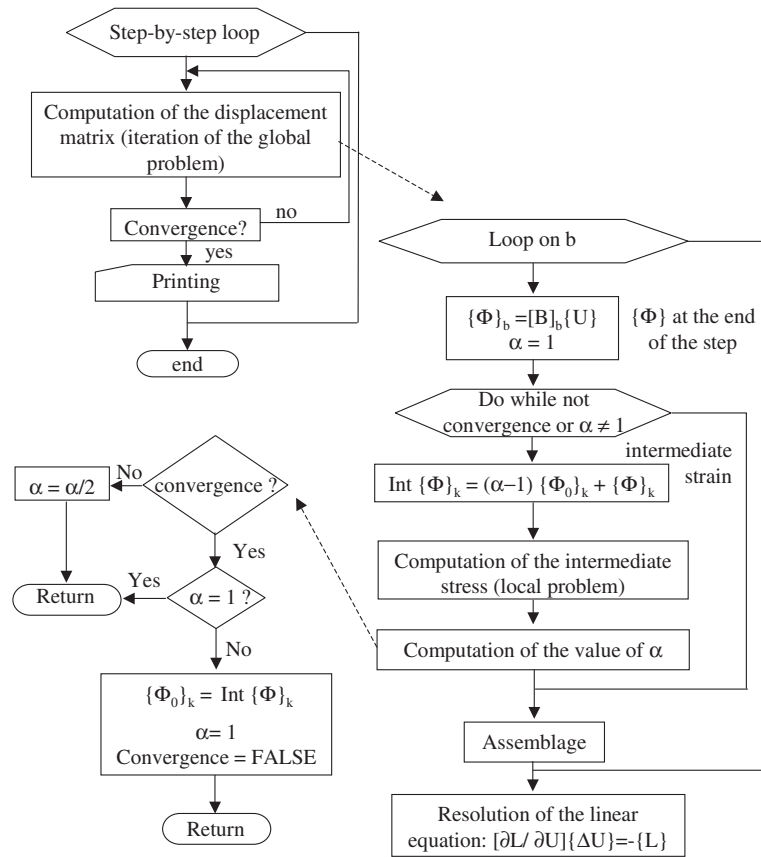 Step-by-step loop
Computation of the displacement
matrix (iteration of the global
problem)
Convergence?
no
yes
Printing
end
Loop on b
{Φ}b =[B]b{U}
α = 1
{Φ} at the end
of the step
Do while not
convergence or α ≠ 1
intermediate
strain
Int {Φ}k = (α−1) {Φ0}k + {Φ}k
Computation of the intermediate
stress (local problem)
Computation of the value of α
Assemblage
Resolution of the linear
equation: [∂L/ ∂U]{ΔU}=-{L}
convergence ?
No
α = α/2
Yes
Return
Yes
α = 1 ?
No
{Φ0}k = Int {Φ}k
α= 1
Convergence = FALSE
Return